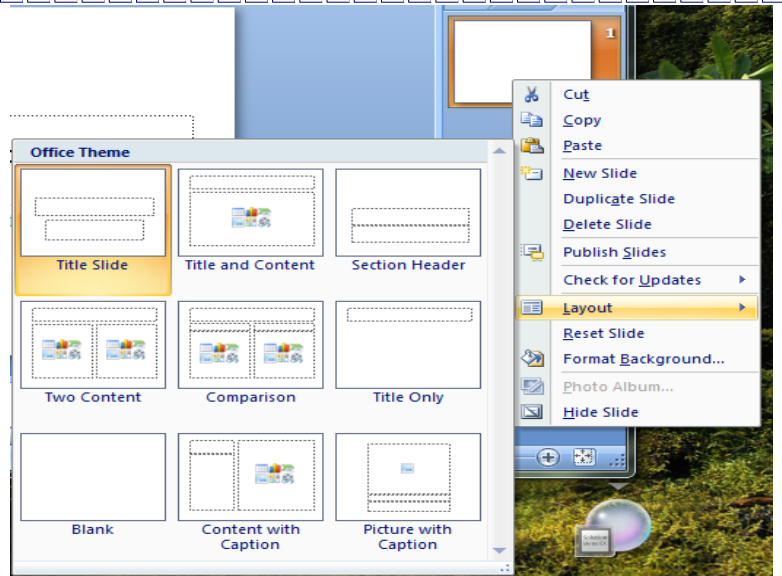 1
Cut
Copy
Paste
New Slide
Duplicate Slide
Delete Slide
Publish Slides
Check for Updates
Layout
Reset Slide
Format Background...
Photo Album...
Hide Slide
Office Theme
Title Slide
Title and Content
Section Header
Two Content
Comparison
Title Only
Blank
Content with
Caption
Picture with
Caption